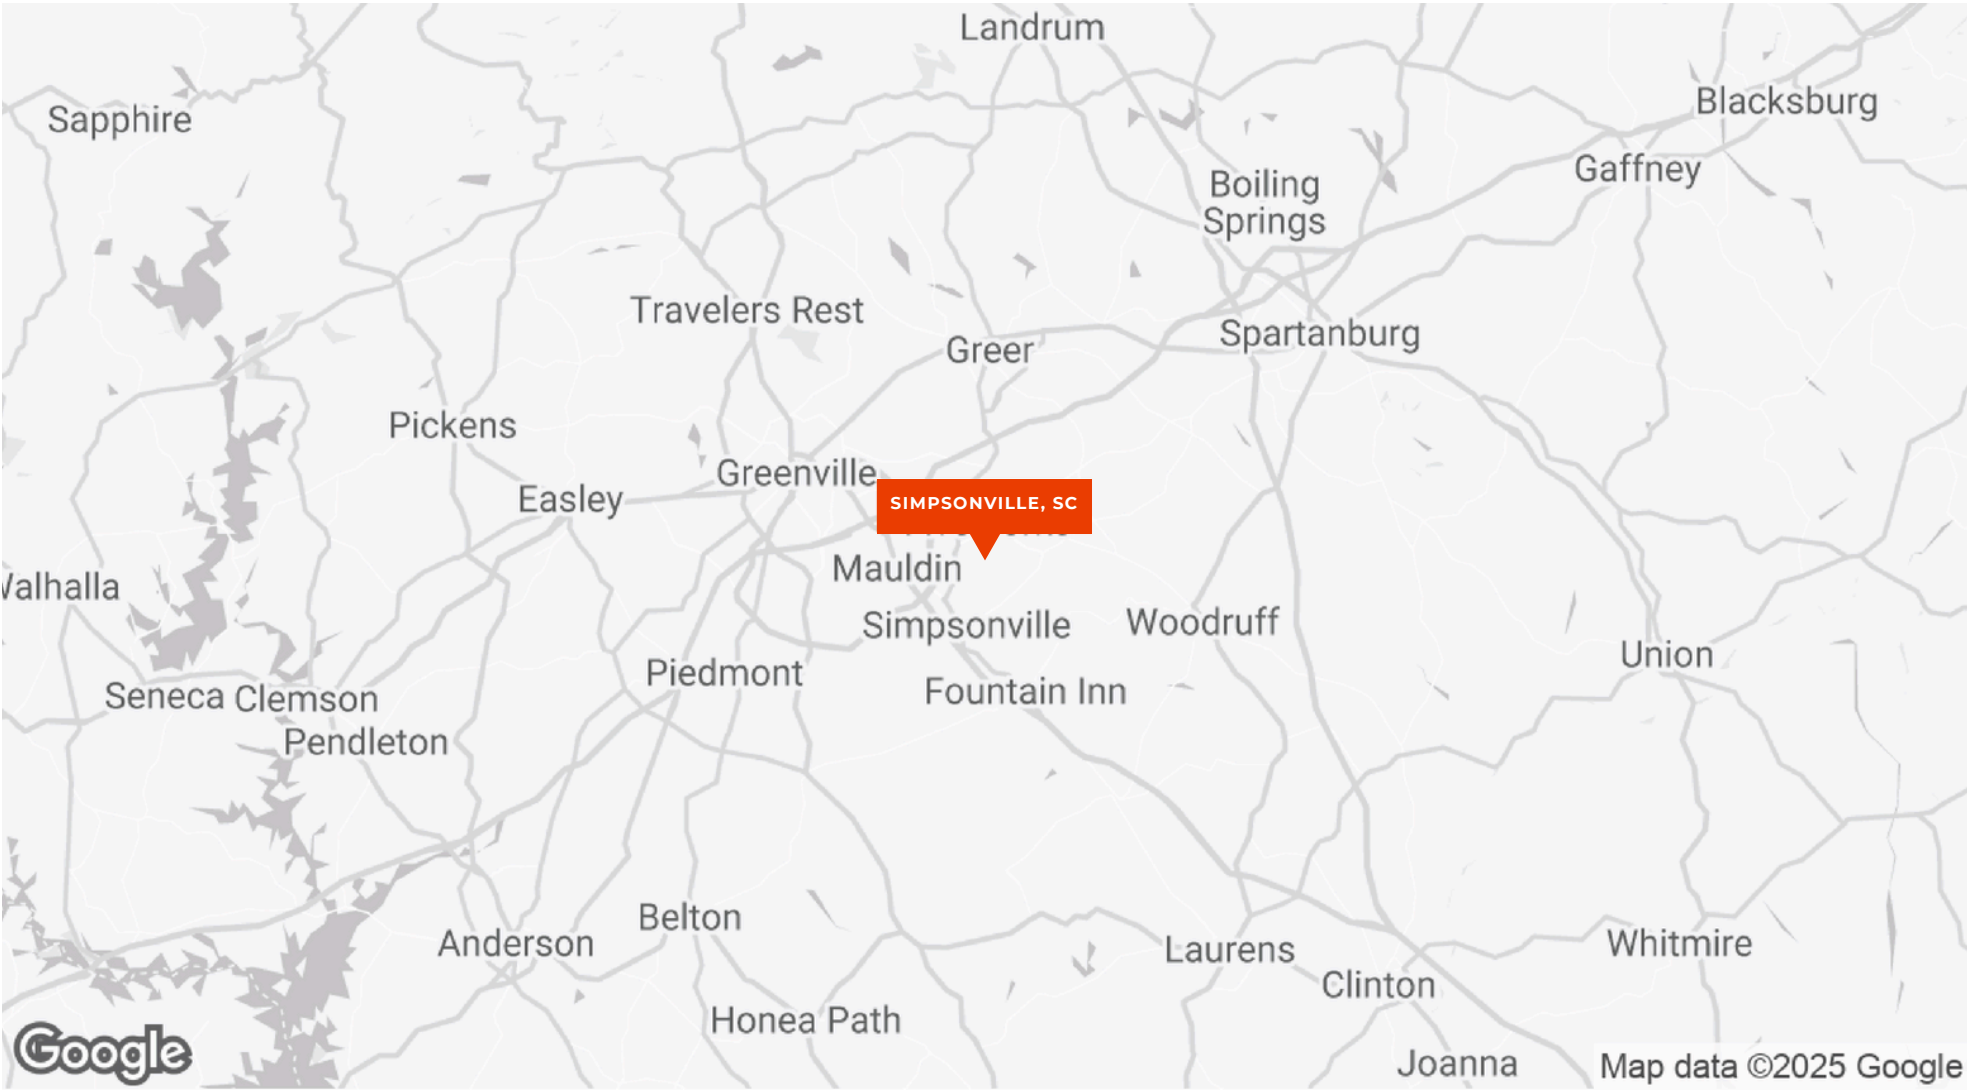 Landrum
Sapphire
Blacksburg
Gaffney
Boiling
Springs
Travelers Rest
Spartanburg
Greer
Pickens
Greenville
Easley
SIMPSONVILLE, SC
Mauldin
Walhalla
Simpsonville
Woodruff
Union
Piedmont
Seneca
Clemson
Fountain Inn
Pendleton
Belton
Anderson
Laurens
Whitmire
Clinton
Honea Path
Joanna
Google
Map data ©2025 Google